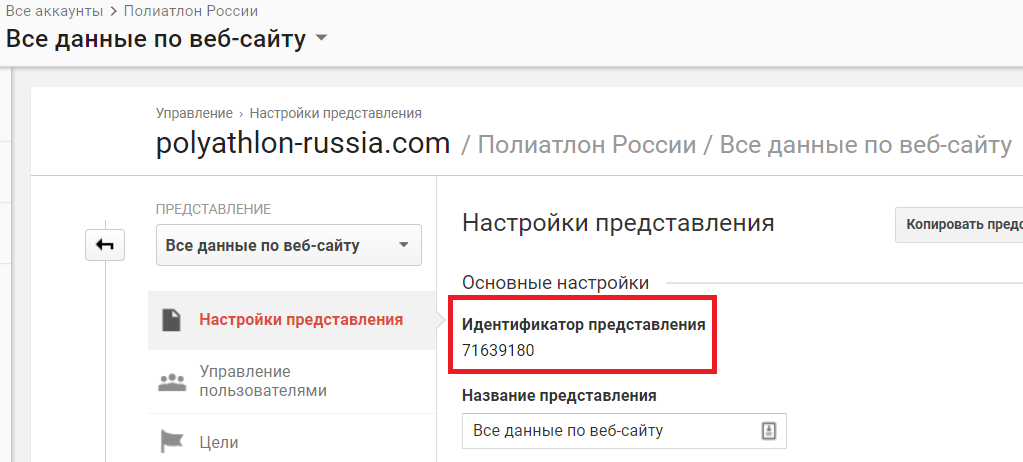 Все аккаунты > Полиатлон России
Все данные по веб-сайту
Управление › Настройки представления
polyathlon-russia.com / Полиатлон России / Все данные по веб-сайту
ПРЕДСТАВЛЕНИЕ
Все данные по веб-сайту
Настройки представления
Управление
пользователями
Цели
Настройки представления
Копировать предс
Основные настройки
Идентификатор представления
71639180
Название представления
Все данные по веб-сайту